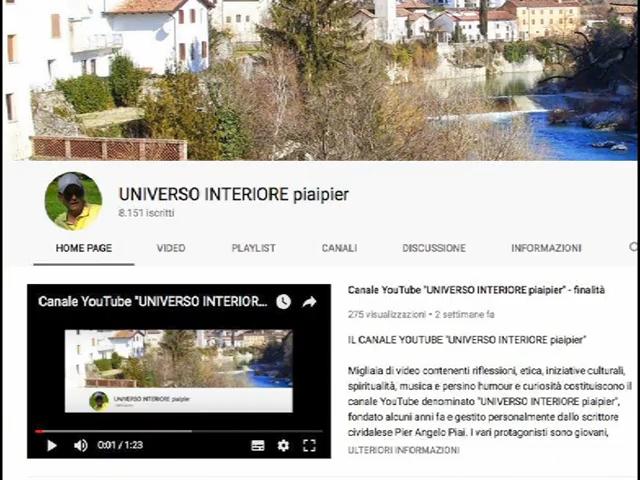 UNIVERSO INTERIORE piaipier
8.151 iscritti
HOME PAGE VIDEO PLAYLIST CANALI DISCUSSIONE INFORMAZIONI
Canale YouTube "UNIVERSO INTERIOR...
UNIVERSO INTERIORE piaipier
0:01 / 1:23
Canale YouTube "UNIVERSO INTERIORE piaipier" - finalità
275 visualizzazioni • 2 settimane fa
IL CANALE YOUTUBE "UNIVERSO INTERIORE piaipier"
Migliaia di video contenenti riflessioni, etica, iniziative culturali,
spiritualità, musica e persino humour e curiosità costituiscono il
canale YouTube denominato "UNIVERSO INTERIORE piaipier",
fondato alcuni anni fa e gestito personalmente dallo scrittore
cividalese Pier Angelo Piai. I vari protagonisti sono giovani,
ULTERIORI INFORMAZIONI